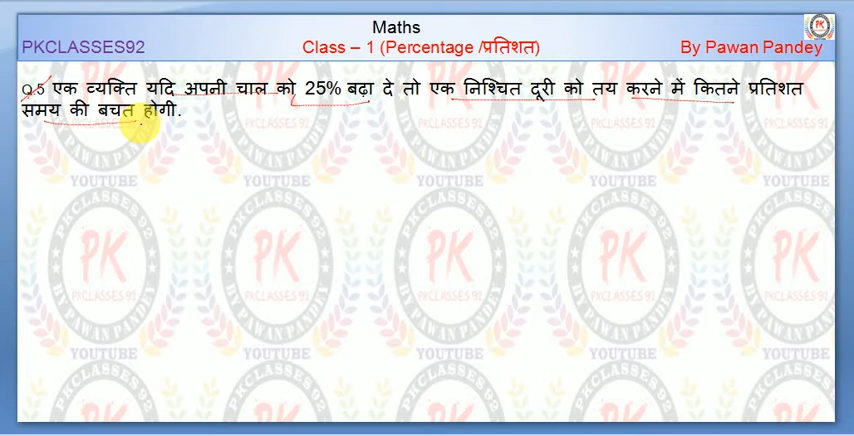 Maths
PKCLASSES92 Class – 1 (Percentage /प्रतिशत) By Pawan Pandey
Q.5 एक व्यक्ति यदि अपनी चाल को 25% बढ़ा दे तो एक निश्चित दूरी को तय करने में कितने प्रतिशत
समय की बचत होगी.